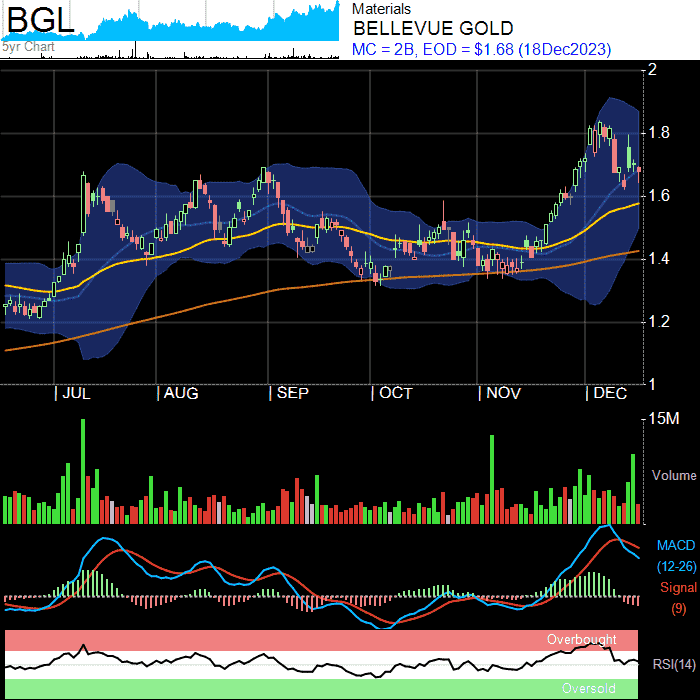 BGL
5yr Chart
Materials
BELLEVUE GOLD
MC = 2B, EOD = $1.68 (18Dec2023)
2
1.8
1.6
1.4
1.2
1
JUL AUG SEP OCT NOV DEC
15M
Volume
MACD
(12-26)
Signal
(9)
Overbought
RSI(14)
Oversold